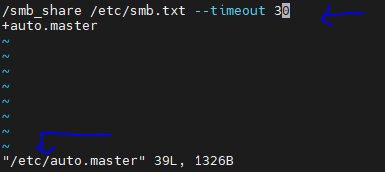 /smb_share /etc/smb.txt --timeout 30
+auto.master
~
~
~
~
~
~
~
"/etc/auto.master" 39L, 1326B